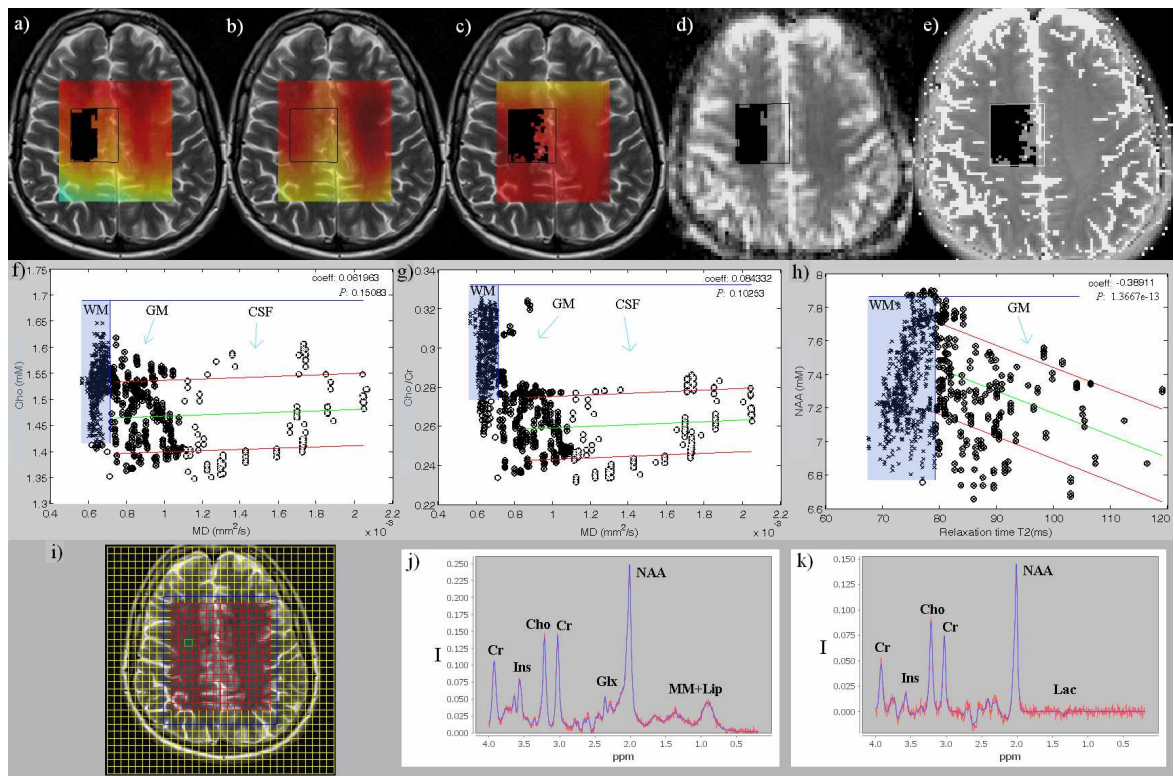 a)
b)
c)
d)
e)
f)
1.75
1.7
1.65
1.6
1.55
1.5
1.45
1.4
1.35
1.3
Cho (mM)
WM
GM
CSF
coeff: 0.061963
P: 0.15083
0.4 0.6 0.8 1 1.2 1.4 1.6 1.8 2 2.2
MD (mm²/s)
x 10⁻³
g)
0.34
0.32
0.3
0.28
0.26
0.24
0.22
Cho/Cr
WM
GM
CSF
coeff: 0.084332
P: 0.10253
0.4 0.6 0.8 1 1.2 1.4 1.6 1.8 2 2.2
MD (mm²/s)
x 10⁻³
h)
8
7.8
7.6
7.4
7.2
7
6.8
6.6
NAA (mM)
WM
GM
coeff: -0.38911
P: 1.3667e-13
60 70 80 90 100 110 120
Relaxation time T2(ms)
i)
j)
0.250
0.225
0.200
0.175
0.150
0.125
0.100
0.075
0.050
0.025
0.000
I
Cr
Ins
Cho
Cr
Glx
NAA
MM+Lip
4.0 3.5 3.0 2.5 2.0 1.5 1.0 0.5
ppm
k)
0.150
0.125
0.100
0.075
0.050
0.025
0.000
I
Cr
Ins
Cho
Cr
NAA
Lac
4.0 3.5 3.0 2.5 2.0 1.5 1.0 0.5
ppm